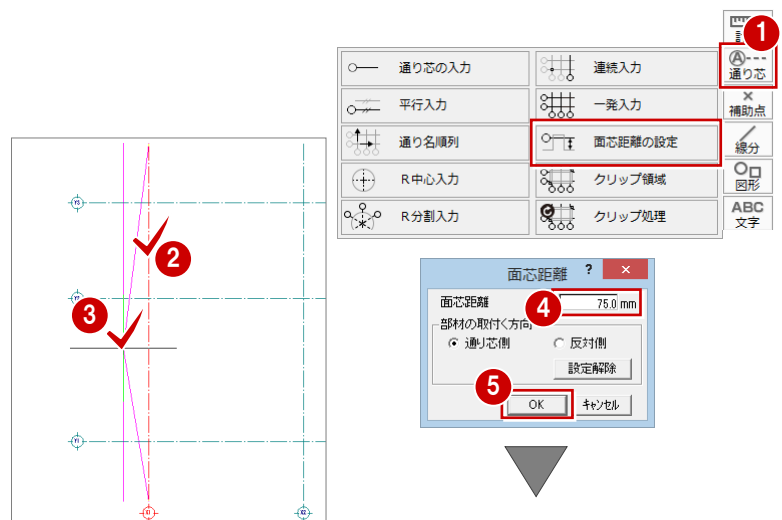 1
A
通り芯
通り芯の入力
連続入力
平行入力
一発入力
通り名順列
面芯距離の設定
R中心入力
クリップ領域
R分割入力
クリップ処理
補助点
線分
図形
ABC
文字
Y3
2
3
Y1
X1
X2
面芯距離
?
×
面芯距離
4
75.0 mm
部材の取付く方向
通り芯側
反対側
設定解除
5
OK
キャンセル